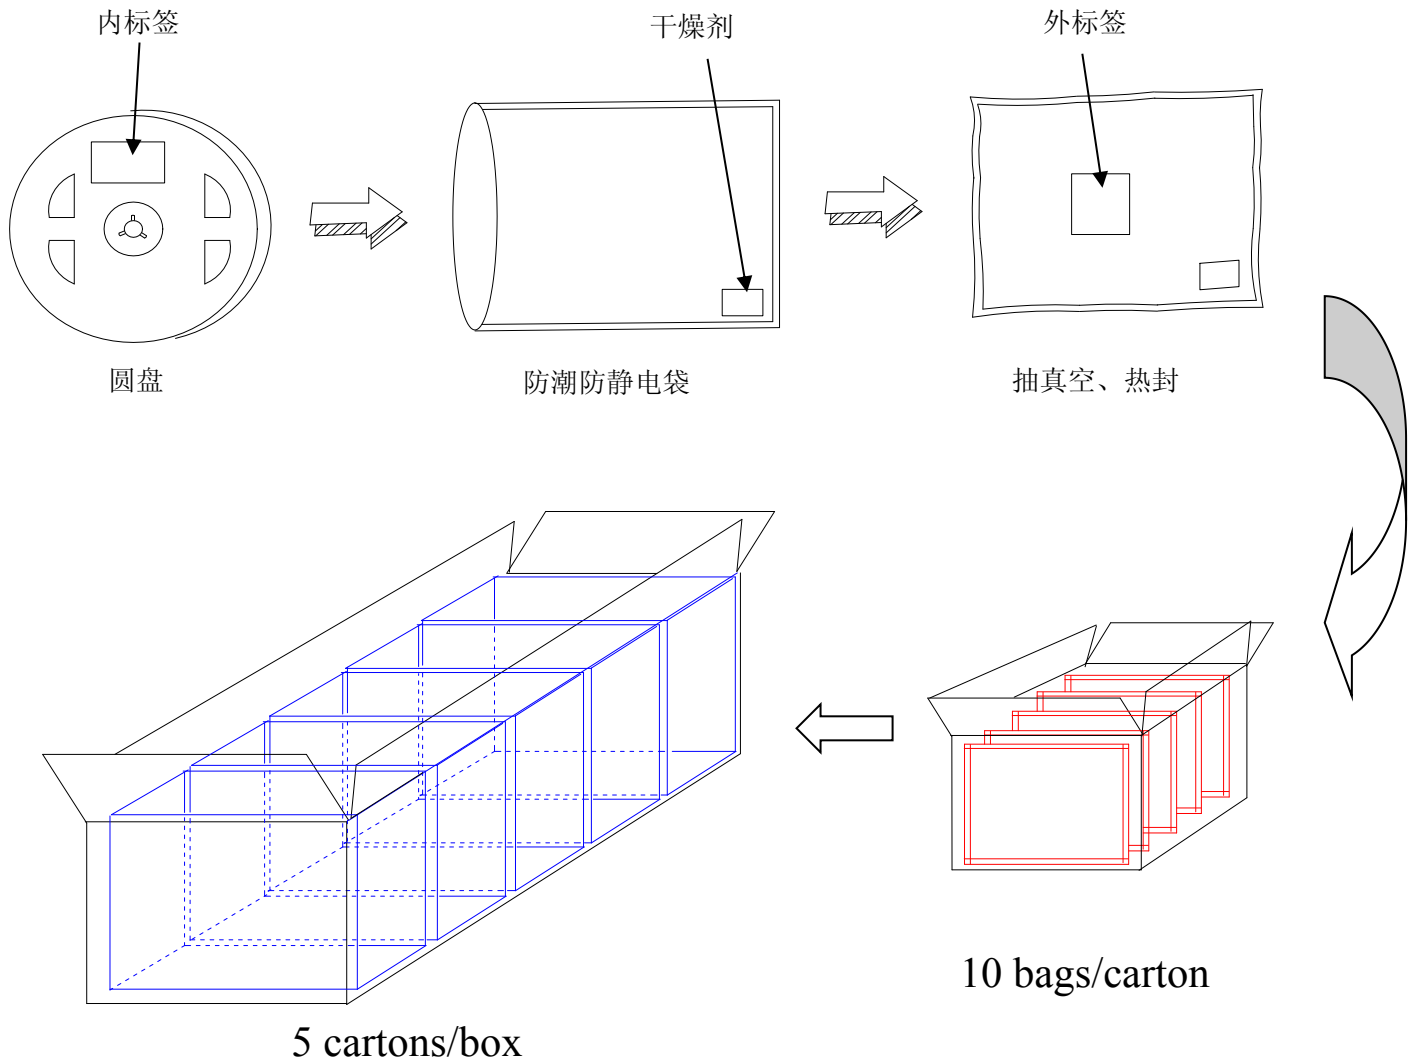 内标签
干燥剂
外标签
圆盘
防潮防静电袋
抽真空、热封
10 bags/carton
5 cartons/box